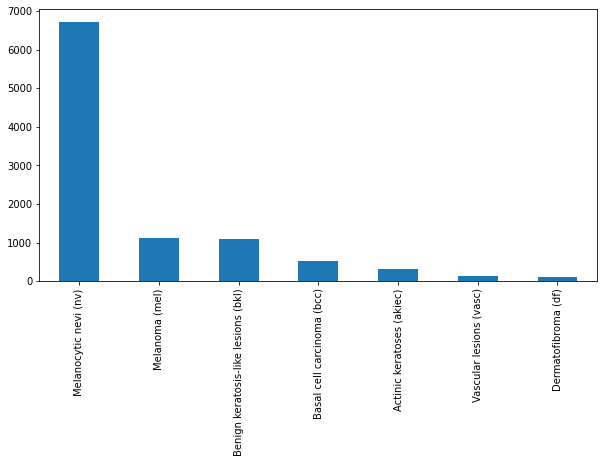 7000
6000
5000
4000
3000
2000
1000
0
Melanocytic nevi (nv)
Melanoma (mel)
Benign keratosis-like lesions (bkl)
Basal cell carcinoma (bcc)
Actinic keratoses (akiec)
Vascular lesions (vasc)
Dermatofibroma (df)